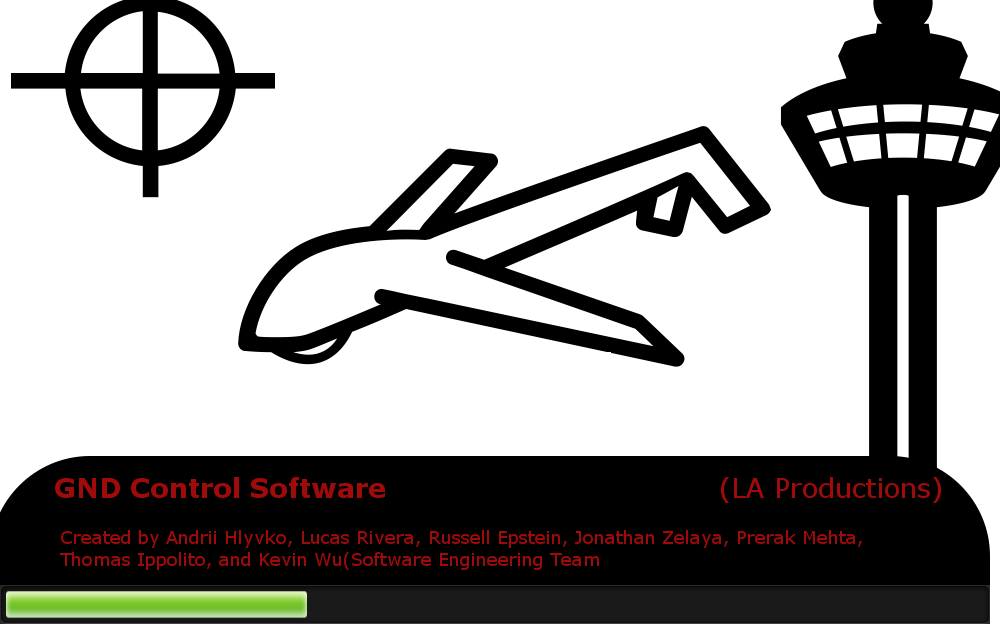 GND Control Software (LA Productions)
Created by Andrii Hlyvko, Lucas Rivera, Russell Epstein, Jonathan Zelaya, Prerak Mehta,
Thomas Ippolito, and Kevin Wu(Software Engineering Team